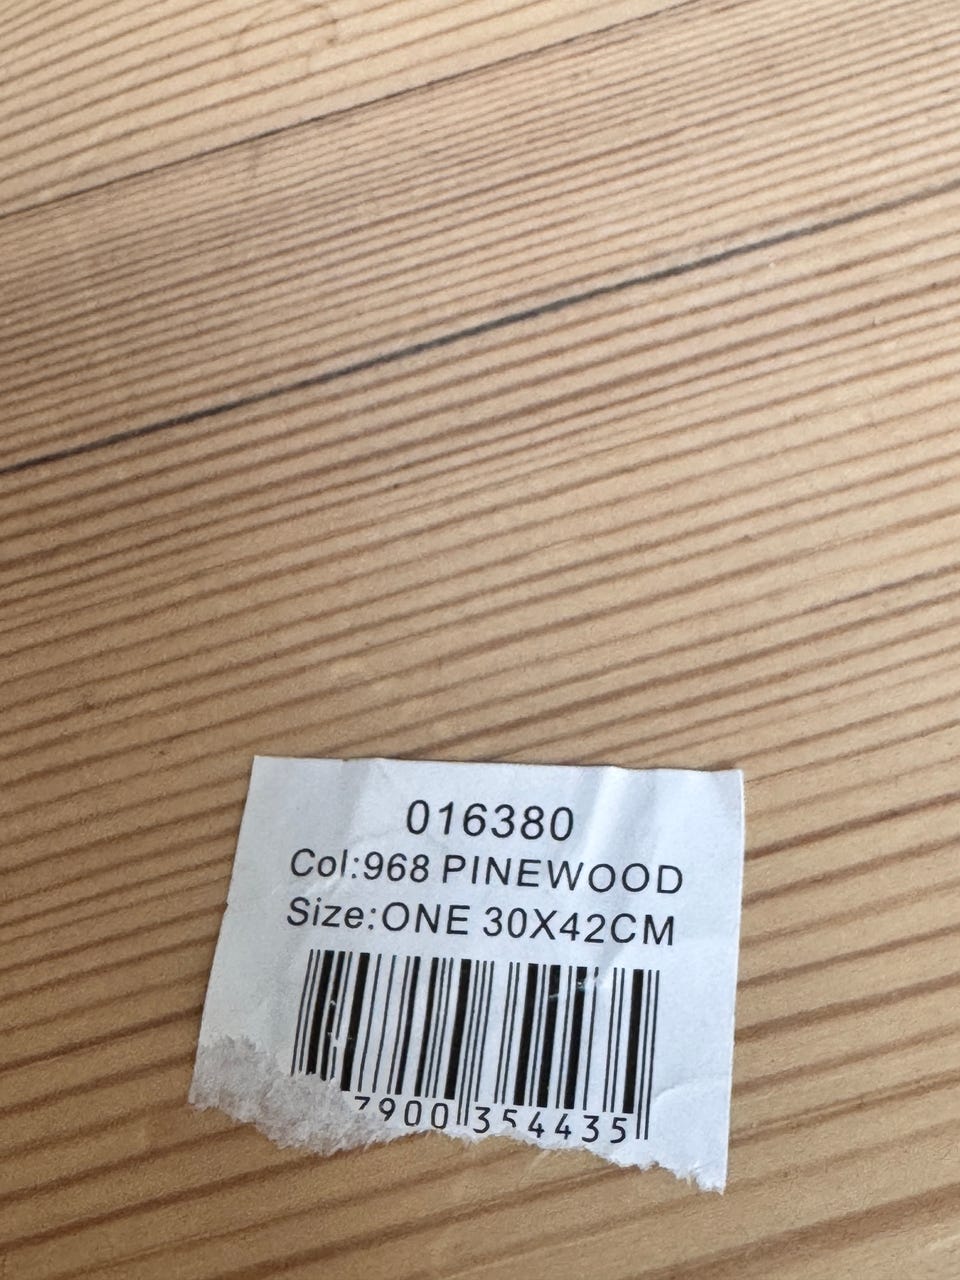 016380
Col:968 PINEWOOD
Size:ONE 30X42CM
7900 354435